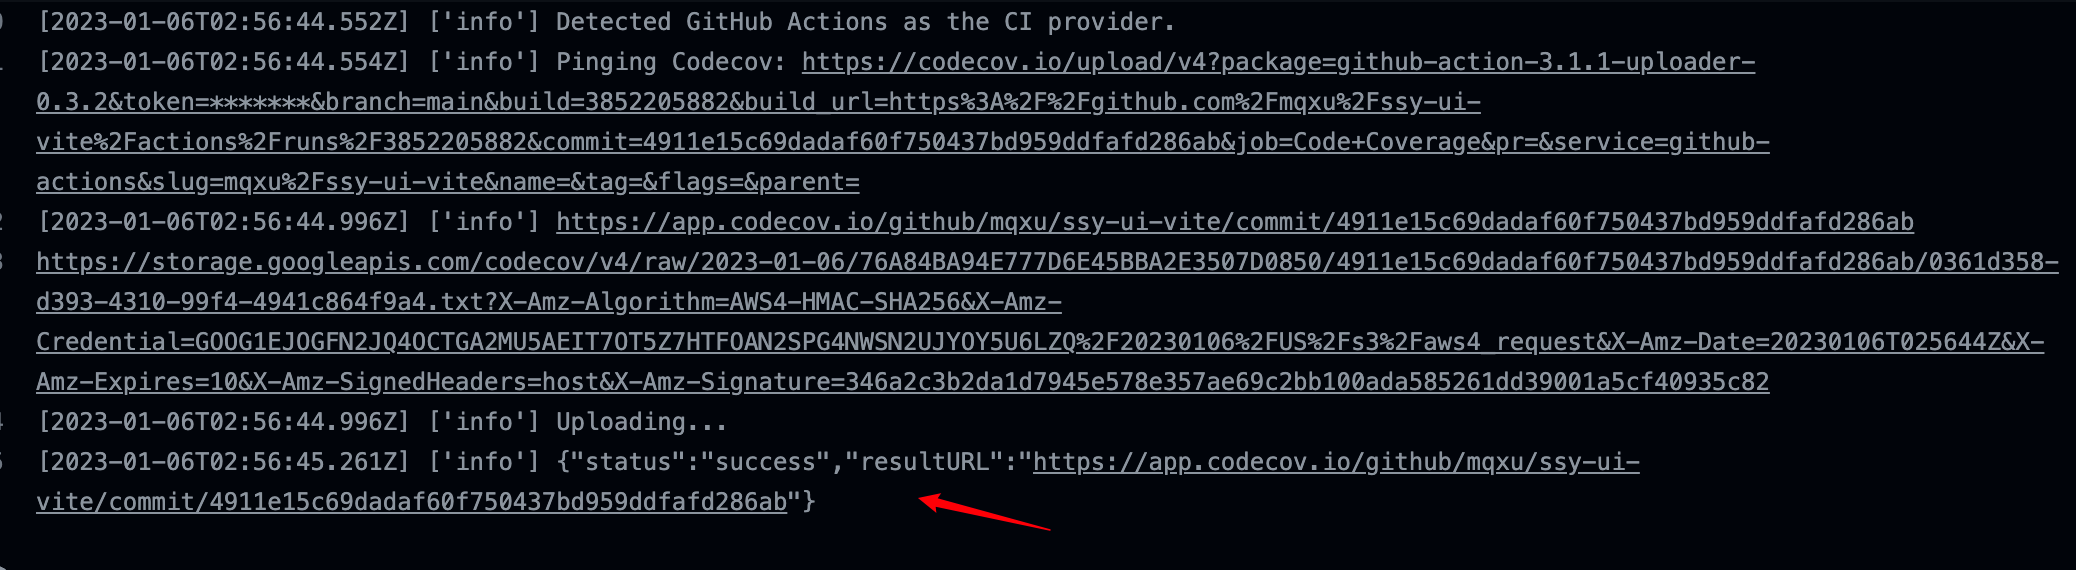 [2023-01-06T02:56:44.552Z] ['info'] Detected GitHub Actions as the CI provider.
[2023-01-06T02:56:44.554Z] ['info'] Pinging Codecov: https://codecov.io/upload/v4?package=github-action-3.1.1-uploader-
0.3.2&token=*******&branch=main&build=3852205882&build_url=https%3A%2F%2Fgithub.com%2Fmqxu%2Fssy-ui-
vite%2Factions%2Fruns%2F3852205882&commit=4911e15c69dadaf60f750437bd959ddfafd286ab&job=Code+Coverage&pr=&service=github-
actions&slug=mqxu%2Fssy-ui-vite&name=&tag=&flags=&parent=
[2023-01-06T02:56:44.996Z] ['info'] https://app.codecov.io/github/mqxu/ssy-ui-vite/commit/4911e15c69dadaf60f750437bd959ddfafd286ab
https://storage.googleapis.com/codecov/v4/raw/2023-01-06/76A84BA94E777D6E45BBA2E3507D0850/4911e15c69dadaf60f750437bd959ddfafd286ab/0361d358-
d393-4310-99f4-4941c864f9a4.txt?X-Amz-Algorithm=AWS4-HMAC-SHA256&X-Amz-
Credential=GOOG1EJOGFN2JQ4OCTGA2MU5AEIT7OT5Z7HTFOAN2SPG4NWSN2UJYOY5U6LZQ%2F20230106%2FUS%2Fs3%2Faws4_request&X-Amz-Date=20230106T025644Z&X-
Amz-Expires=10&X-Amz-SignedHeaders=host&X-Amz-Signature=346a2c3b2da1d7945e578e357ae69c2bb100ada585261dd39001a5cf40935c82
[2023-01-06T02:56:44.996Z] ['info'] Uploading...
[2023-01-06T02:56:45.261Z] ['info'] {"status":"success","resultURL":"https://app.codecov.io/github/mqxu/ssy-ui-
vite/commit/4911e15c69dadaf60f750437bd959ddfafd286ab"}